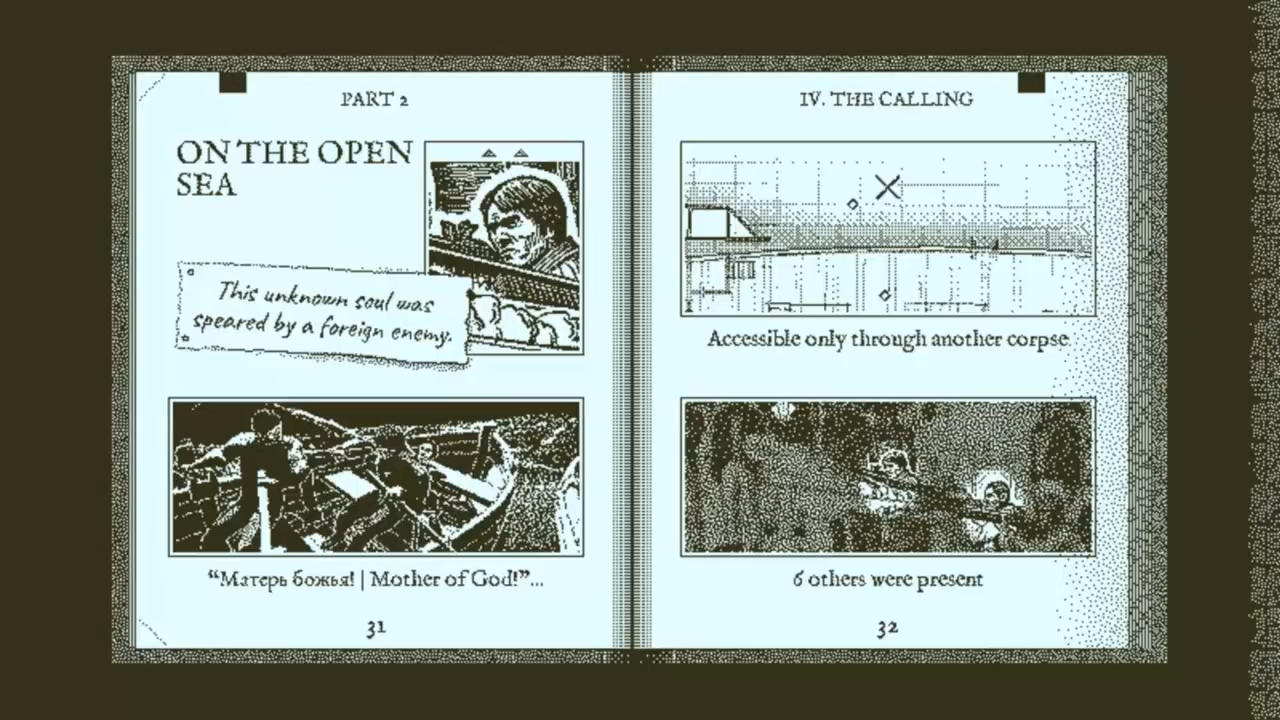 PART 2
ON THE OPEN
SEA
This unknown soul was
speared by a foreign enemy.
“Матерь божья! | Mother of God!”...
31
IV. THE CALLING
Accessible only through another corpse
6 others were present
32